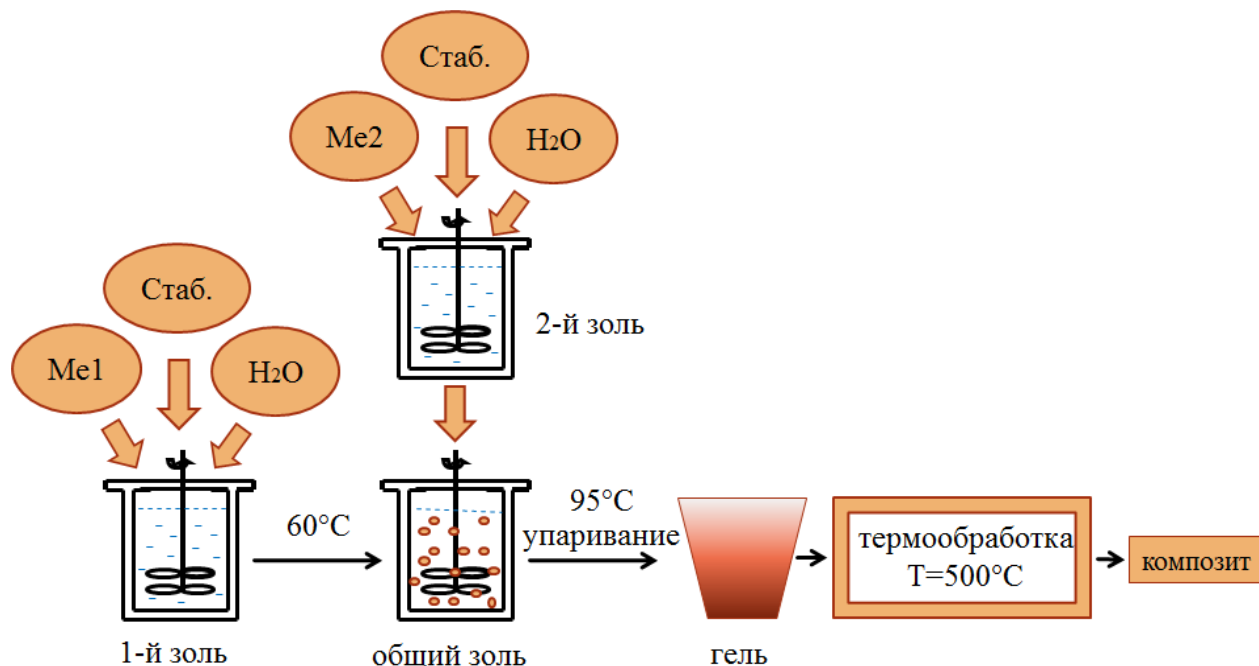 Стаб.
Me2
H₂O
2-й золь
Стаб.
Me1
H₂O
1-й золь
60°C
обший золь
95°C
упаривание
гель
термообработка
T=500°C
композит